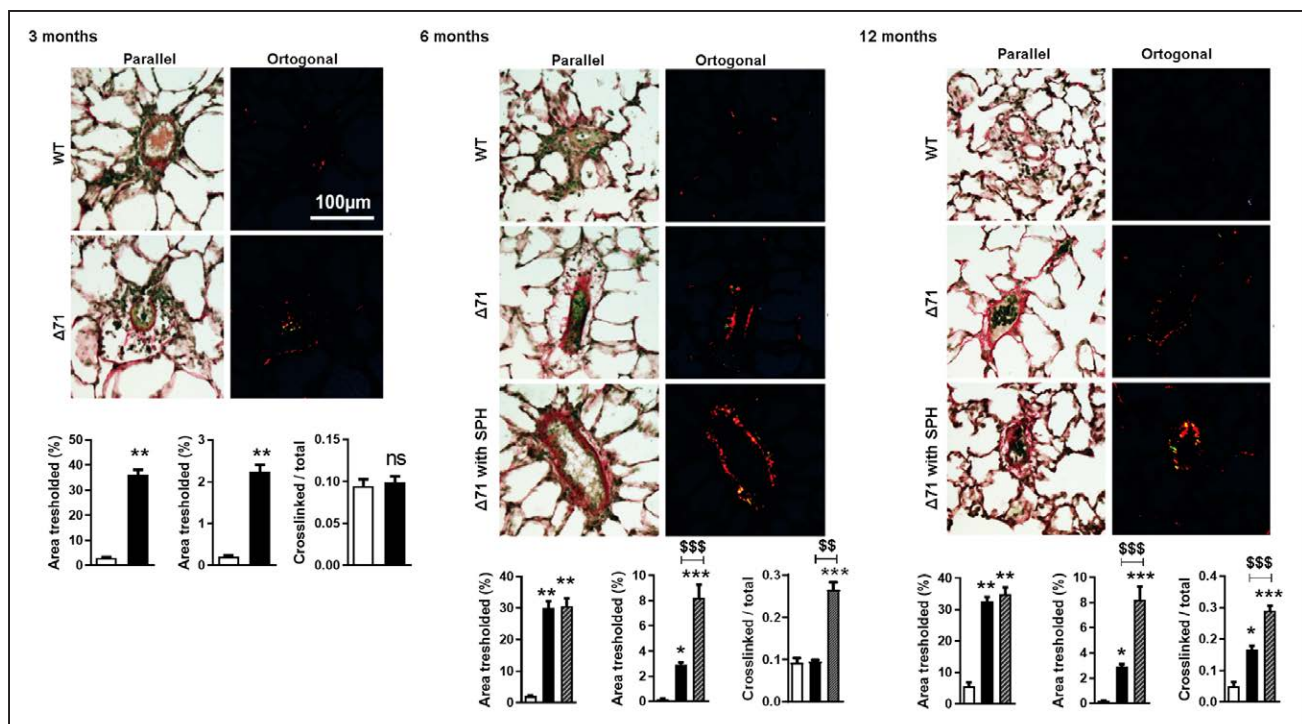 3 months
Parallel
Ortogonal
WT
100µm
Δ71
Area tresholded (%)
50
40
30
20
10
0
**
Area tresholded (%)
3
2
1
0
**
Crosslinked / total
0.15
0.10
0.05
0.00
ns
6 months
Parallel
Ortogonal
WT
Δ71
Δ71 with SPH
Area tresholded (%)
40
30
20
10
0
**
**
Area tresholded (%)
10
8
6
4
2
0
*
$$$
***
Crosslinked / total
0.3
0.2
0.1
0.0
$$
***
12 months
Parallel
Ortogonal
WT
Δ71
Δ71 with SPH
Area tresholded (%)
40
30
20
10
0
**
**
Area tresholded (%)
10
8
6
4
2
0
*
$$$
***
Crosslinked / total
0.4
0.3
0.2
0.1
0.0
*
$$$
***